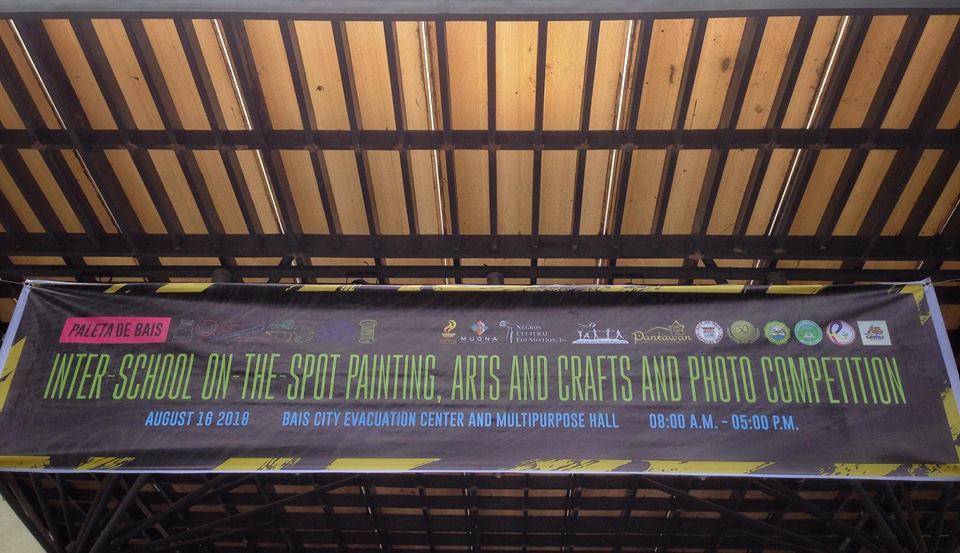 PALETA DE BAIS
MUGNA
NEGROS CULTURAL FOUNDATION, INC
Pantawan
50
INTER-SCHOOL ON-THE-SPOT PAINTING, ARTS AND CRAFTS AND PHOTO COMPETITION
AUGUST 16 2018 BAIS CITY EVACUATION CENTER AND MULTIPURPOSE HALL 08:00 A.M. - 05:00 P.M.